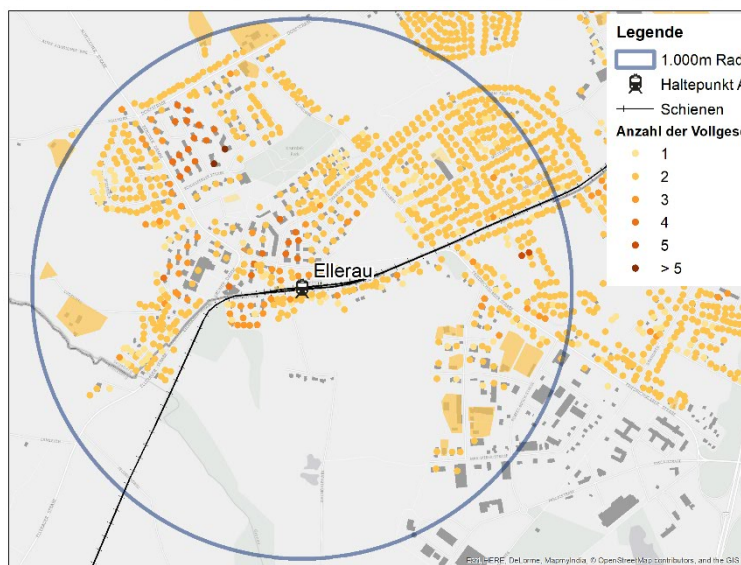 Legende
1.000m Rad
Haltepunkt A
Schienen
Anzahl der Vollgesc
1
2
3
4
5
> 5
Ellerau
Esri, HERE, DeLorme, MapmyIndia, © OpenStreetMap contributors, and the GIS